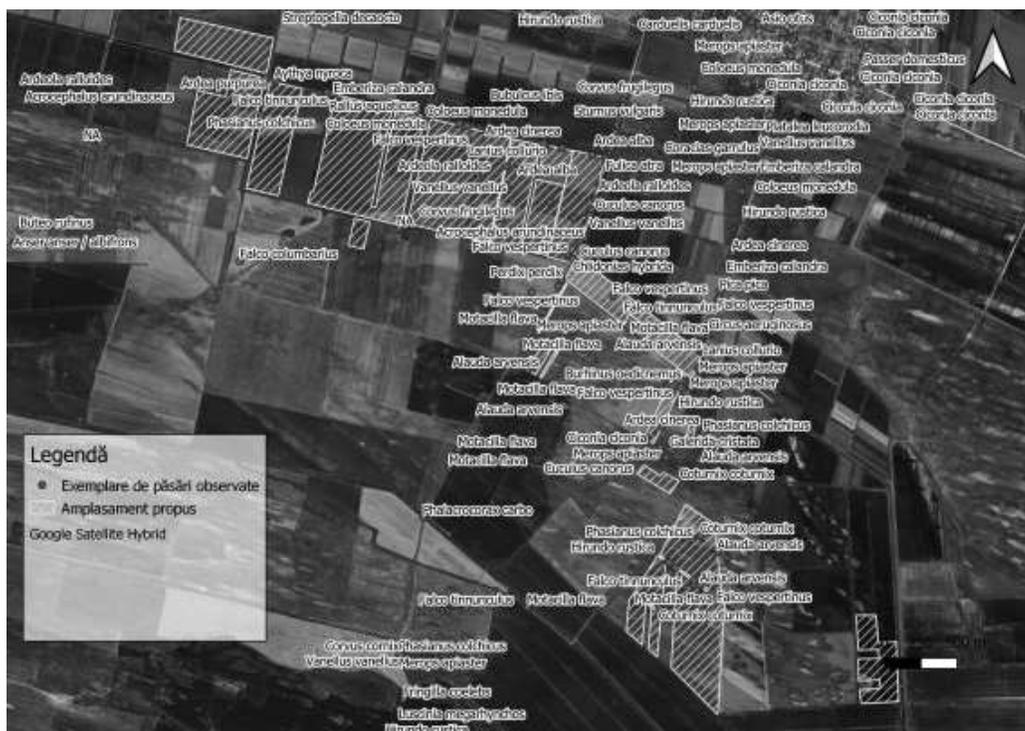 Streptopelia decaocto
Hirundo rustica
Carduelis carduelis
Asio otus
Ciconia ciconia
Ciconia ciconia
Merops apiaster
Passer domesticus
Coloeus monedula
Ciconia ciconia
Ardeola ralloides
Ardea purpurea
Aythya nyroca
Emberiza calandra
Bubulcus ibis
Corvus frugilegus
Ciconia ciconia
Acrocephalus arundinaceus
Falco tinnunculus
Rallus aquaticus
Coloeus monedula
Sturnus vulgaris
Hirundo rustica
Ciconia ciconia
Ciconia ciconia
Ciconia ciconia
Phasianus colchicus
Coloeus monedula
Ardea cinerea
Merops apiaster
Platalea leucorodia
NA
Falco vespertinus
Lanius collurio
Ardea alba
Coracias garrulus
Vanellus vanellus
Ardeola ralloides
Ardea alba
Fulica atra
Merops apiaster
Emberiza calandra
Vanellus vanellus
Ardeola ralloides
Coloeus monedula
Corvus frugilegus
Cuculus canorus
Hirundo rustica
Buteo rufinus
NA
Vanellus vanellus
Acrocephalus arundinaceus
Anser anser / albifrons
Falco vespertinus
Ardea cinerea
Falco columbarius
Cuculus canorus
Chlidonias hybrida
Emberiza calandra
Perdix perdix
Pica pica
Falco vespertinus
Falco vespertinus
Falco tinnunculus
Falco vespertinus
Motacilla flava
Merops apiaster
Motacilla flava
Circus aeruginosus
Motacilla flava
Alauda arvensis
Lanius collurio
Alauda arvensis
Merops apiaster
Burhinus oedicnemus
Merops apiaster
Motacilla flava
Falco vespertinus
Hirundo rustica
Alauda arvensis
Ardea cinerea
Phasianus colchicus
Motacilla flava
Ciconia ciconia
Galerida cristata
Merops apiaster
Alauda arvensis
Motacilla flava
Cuculus canorus
Coturnix coturnix
Legendă
Exemplare de păsări observate
Amplasament propus
Google Satellite Hybrid
Phalacrocorax carbo
Phasianus colchicus
Coturnix coturnix
Hirundo rustica
Alauda arvensis
Falco tinnunculus
Alauda arvensis
Falco tinnunculus
Motacilla flava
Motacilla flava
Falco vespertinus
Coturnix coturnix
Corvus cornix
Phasianus colchicus
Vanellus vanellus
Merops apiaster
Fringilla coelebs
Luscinia megarhynchos
Hirundo rustica